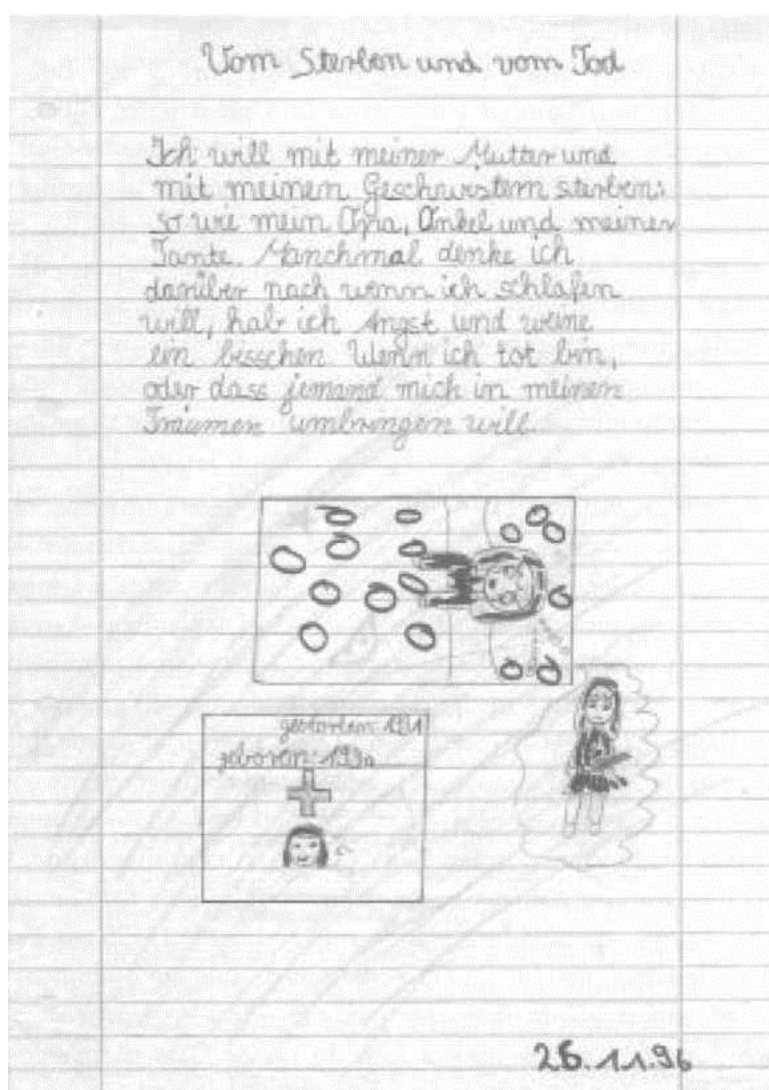 Vom Sterben und vom Tod
Ich will mit meiner Mutter und
mit meinen Geschwistern sterben:
so wie mein Opa, Onkel und meiner
Tante. Manchmal denke ich
darüber nach wenn ich schlafen
will, hab ich Angst und weine
ein bisschen Wenn ich tot bin,
oder dass jemand mich in meinen
Träumen umbringen will.
gestorben: 1991
geboren:
26.11.96